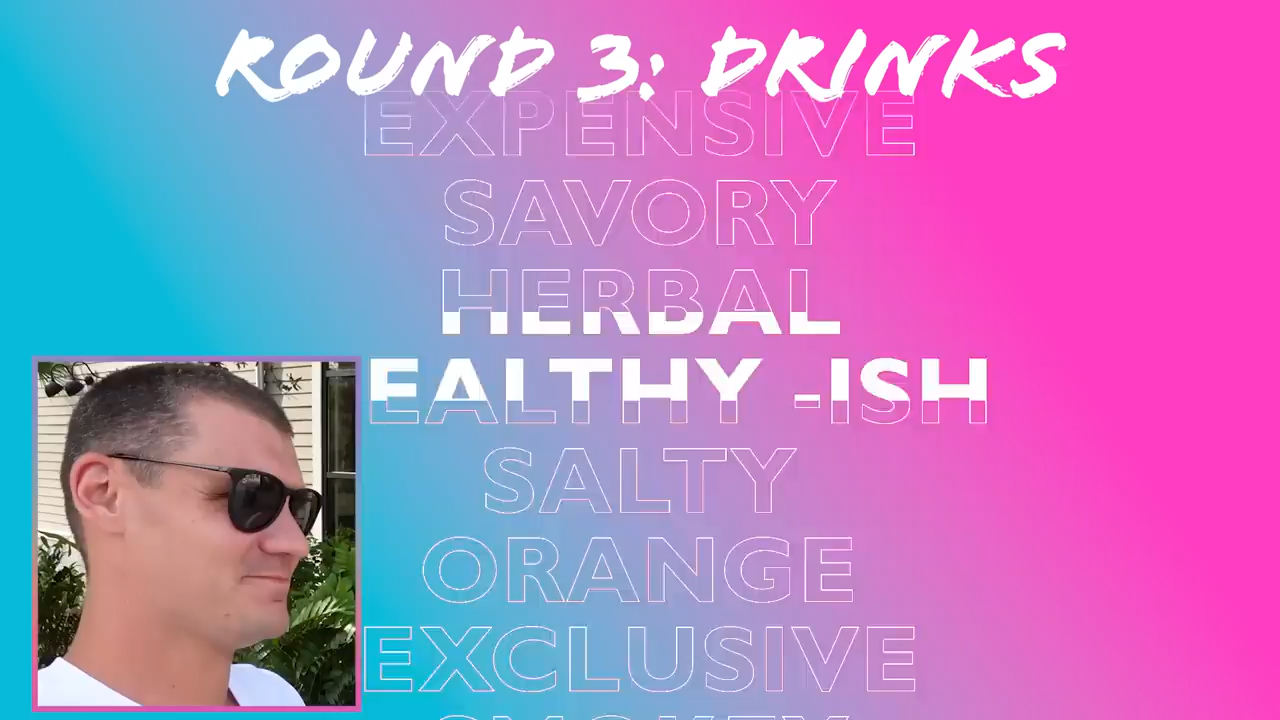 ROUND 3: DRINKS
EXPENSIVE
SAVORY
HERBAL
EALTHY -ISH
SALTY
ORANGE
EXCLUSIVE